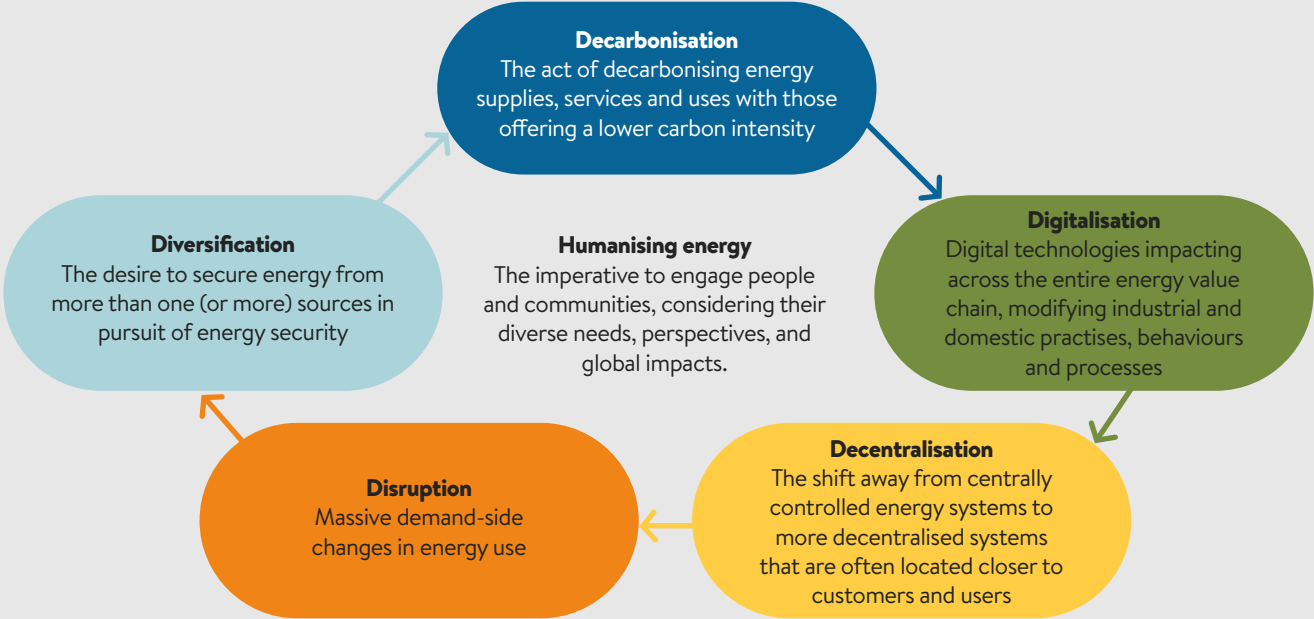 Decarbonisation
The act of decarbonising energy
supplies, services and uses with those
offering a lower carbon intensity
Digitalisation
Digital technologies impacting
across the entire energy value
chain, modifying industrial and
domestic practises, behaviours
and processes
Decentralisation
The shift away from centrally
controlled energy systems to
more decentralised systems
that are often located closer to
customers and users
Disruption
Massive demand-side
changes in energy use
Diversification
The desire to secure energy from
more than one (or more) sources in
pursuit of energy security
Humanising energy
The imperative to engage people
and communities, considering their
diverse needs, perspectives, and
global impacts.